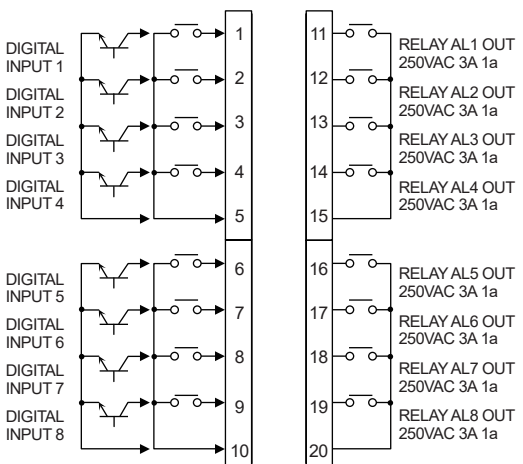 DIGITAL
INPUT 1
DIGITAL
INPUT 2
DIGITAL
INPUT 3
DIGITAL
INPUT 4
1
2
3
4
5
11
12
13
14
15
RELAY AL1 OUT
250VAC 3A 1a
RELAY AL2 OUT
250VAC 3A 1a
RELAY AL3 OUT
250VAC 3A 1a
RELAY AL4 OUT
250VAC 3A 1a
DIGITAL
INPUT 5
DIGITAL
INPUT 6
DIGITAL
INPUT 7
DIGITAL
INPUT 8
6
7
8
9
10
16
17
18
19
20
RELAY AL5 OUT
250VAC 3A 1a
RELAY AL6 OUT
250VAC 3A 1a
RELAY AL7 OUT
250VAC 3A 1a
RELAY AL8 OUT
250VAC 3A 1a